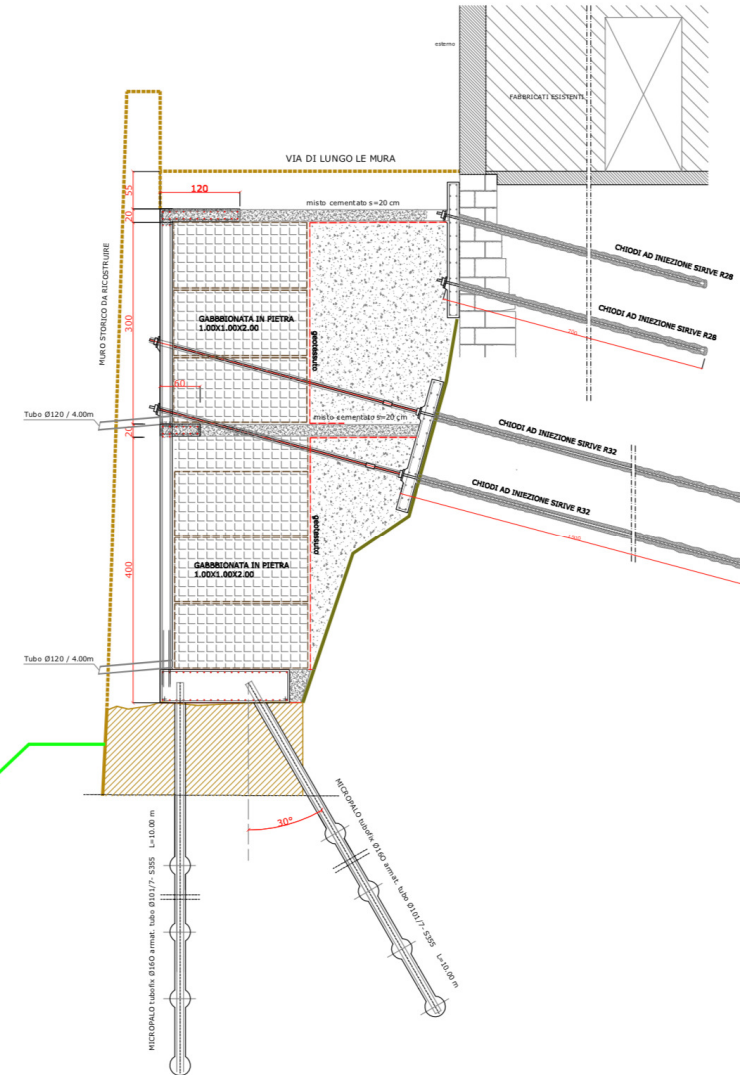 esterno
FABBRICATI ESISTENTI
VIA DI LUNGO LE MURA
55
120
misto cementato s=20 cm
20
MURO STORICO DA RICOSTRUIRE
CHIODI AD INIEZIONE SIRIVE R28
CHIODI AD INIEZIONE SIRIVE R28
300
GABBBIONATA IN PIETRA
1.00X1.00X2.00
geotessuto
60
Tubo Ø120 / 4.00m
misto cementato s=20 cm
20
CHIODI AD INIEZIONE SIRIVE R32
CHIODI AD INIEZIONE SIRIVE R32
geotessuto
400
GABBBIONATA IN PIETRA
1.00X1.00X2.00
Tubo Ø120 / 4.00m
30°
MICROPALO tubofix Ø160 armat. tubo Ø101/7- S355 L=10.00 m
MICROPALO tubofix Ø160 armat. tubo Ø101/7- S355 L=10.00 m